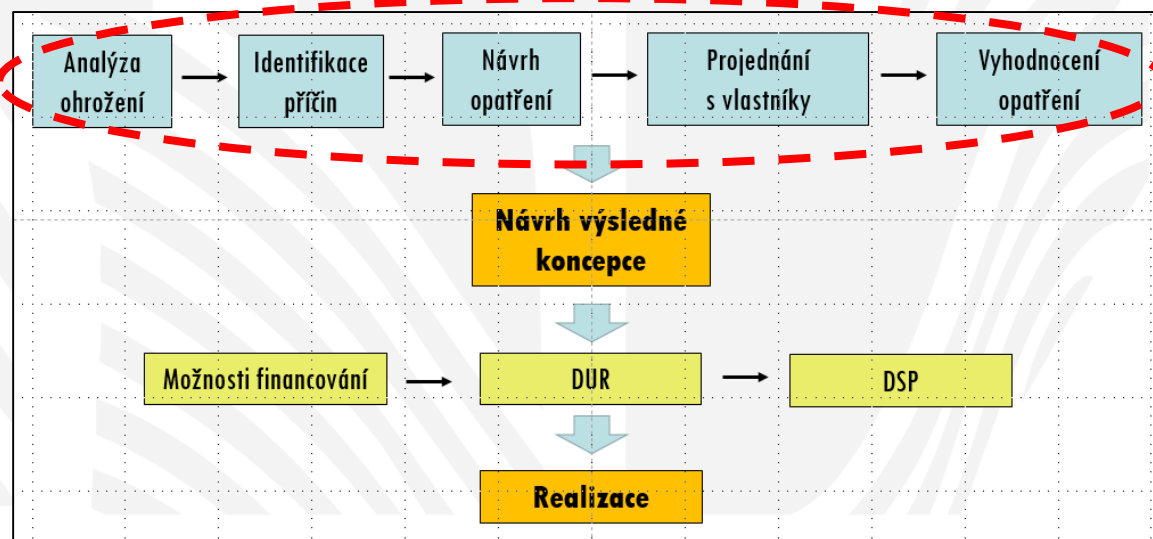 Analýza
ohrožení
Identifikace
příčin
Návrh
opatření
Projednání
s vlastníky
Vyhodnocení
opatření
Návrh výsledné
koncepce
Možnosti financování
DUR
DSP
Realizace